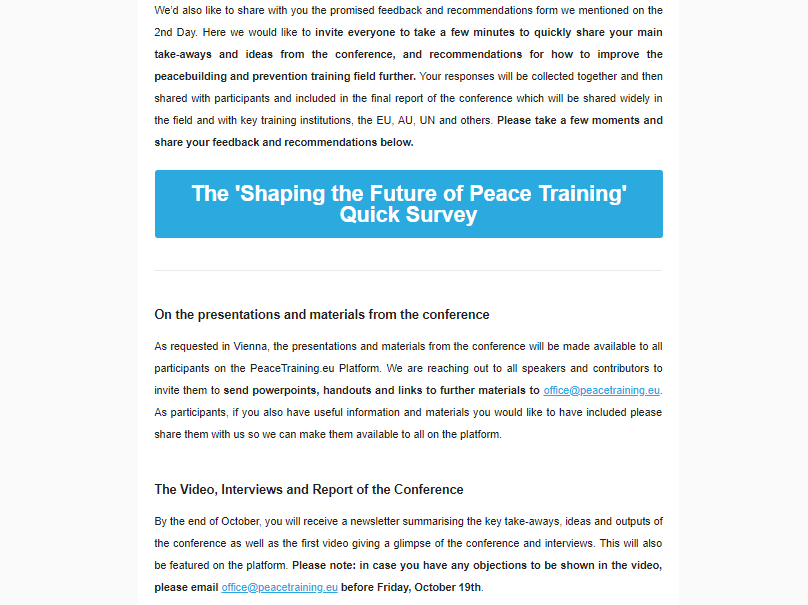 We'd also like to share with you the promised feedback and recommendations form we mentioned on the
2nd Day. Here we would like to invite everyone to take a few minutes to quickly share your main
take-aways and ideas from the conference, and recommendations for how to improve the
peacebuilding and prevention training field further. Your responses will be collected together and then
shared with participants and included in the final report of the conference which will be shared widely in
the field and with key training institutions, the EU, AU, UN and others. Please take a few moments and
share your feedback and recommendations below.
The 'Shaping the Future of Peace Training'
Quick Survey
On the presentations and materials from the conference
As requested in Vienna, the presentations and materials from the conference will be made available to all
participants on the PeaceTraining.eu Platform. We are reaching out to all speakers and contributors to
invite them to send powerpoints, handouts and links to further materials to office@peacetraining.eu.
As participants, if you also have useful information and materials you would like to have included please
share them with us so we can make them available to all on the platform.
The Video, Interviews and Report of the Conference
By the end of October, you will receive a newsletter summarising the key take-aways, ideas and outputs of
the conference as well as the first video giving a glimpse of the conference and interviews. This will also
be featured on the platform. Please note: in case you have any objections to be shown in the video,
please email office@peacetraining.eu before Friday, October 19th.